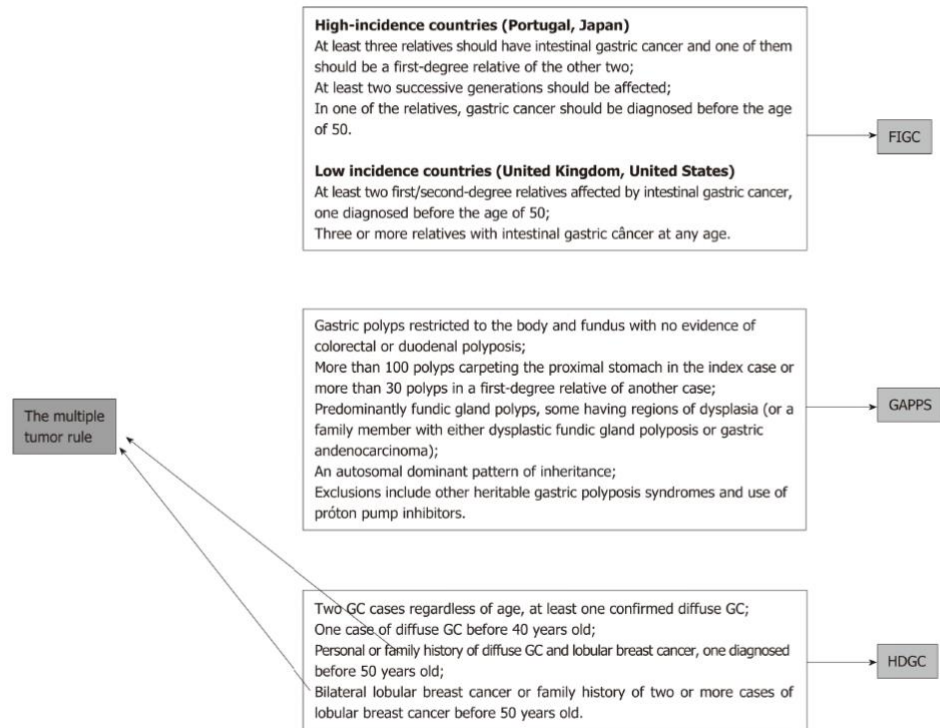 High-incidence countries (Portugal, Japan)
At least three relatives should have intestinal gastric cancer and one of them
should be a first-degree relative of the other two;
At least two successive generations should be affected;
In one of the relatives, gastric cancer should be diagnosed before the age
of 50.
Low incidence countries (United Kingdom, United States)
At least two first/second-degree relatives affected by intestinal gastric cancer,
one diagnosed before the age of 50;
Three or more relatives with intestinal gastric câncer at any age.
FIGC
Gastric polyps restricted to the body and fundus with no evidence of
colorectal or duodenal polyposis;
More than 100 polyps carpeting the proximal stomach in the index case or
more than 30 polyps in a first-degree relative of another case;
Predominantly fundic gland polyps, some having regions of dysplasia (or a
family member with either dysplastic fundic gland polyposis or gastric
andenocarcinoma);
An autosomal dominant pattern of inheritance;
Exclusions include other heritable gastric polyposis syndromes and use of
próton pump inhibitors.
GAPPS
The multiple
tumor rule
Two GC cases regardless of age, at least one confirmed diffuse GC;
One case of diffuse GC before 40 years old;
Personal or family history of diffuse GC and lobular breast cancer, one diagnosed
before 50 years old;
Bilateral lobular breast cancer or family history of two or more cases of
lobular breast cancer before 50 years old.
HDGC